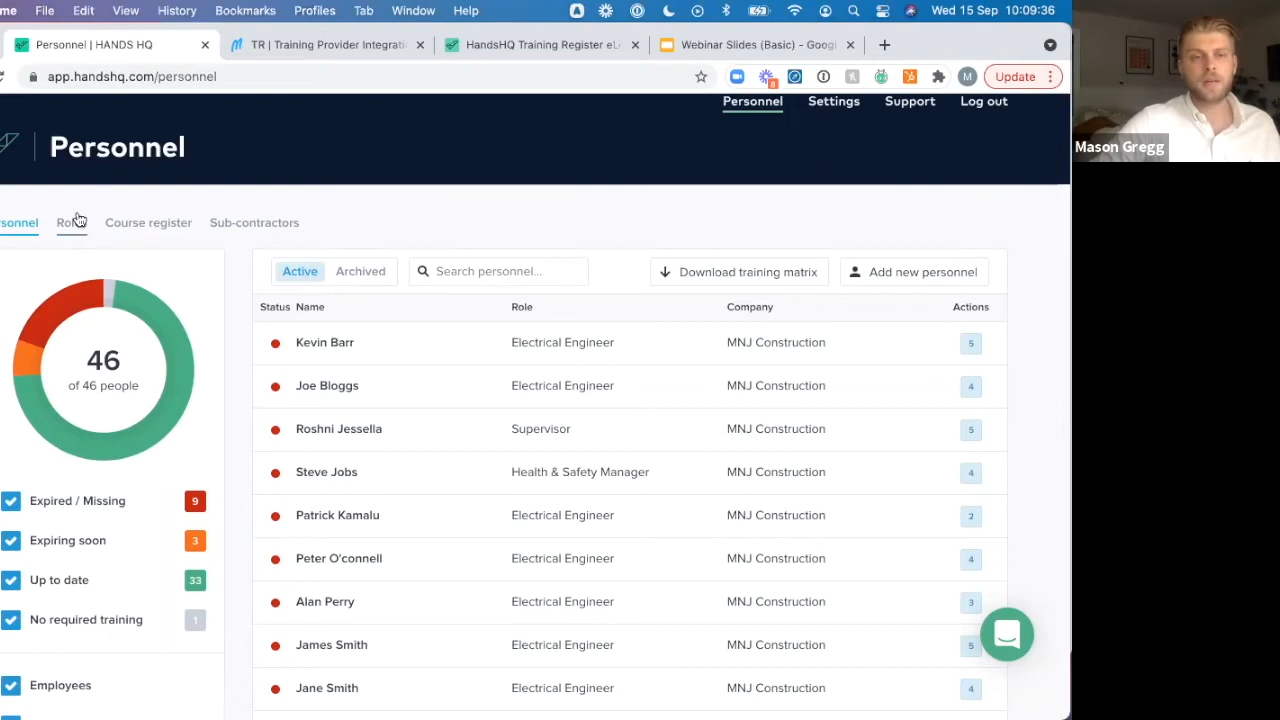 me File Edit View History Bookmarks Profiles Tab Window Help Wed 15 Sep 10:09:36
Personnel | HANDS HQ TR | Training Provider Integrati HandsHQ Training Register eL Webinar Slides (Basic) - Googl
app.handshq.com/personnel 8 M Update
Personnel Settings Support Log out
Personnel
rsonnel Course register Sub-contractors
Active Archived Search personnel... Download training matrix Add new personnel
Status Name Role Company Actions
Kevin Barr Electrical Engineer MNJ Construction 5
Joe Bloggs Electrical Engineer MNJ Construction 4
Roshni Jessella Supervisor MNJ Construction 5
Steve Jobs Health & Safety Manager MNJ Construction 4
Patrick Kamalu Electrical Engineer MNJ Construction 2
Peter O'connell Electrical Engineer MNJ Construction 4
Alan Perry Electrical Engineer MNJ Construction 3
James Smith Electrical Engineer MNJ Construction 5
Jane Smith Electrical Engineer MNJ Construction 4
46
of 46 people
Expired / Missing 9
Expiring soon 3
Up to date 33
No required training 1
Employees
Mason Gregg